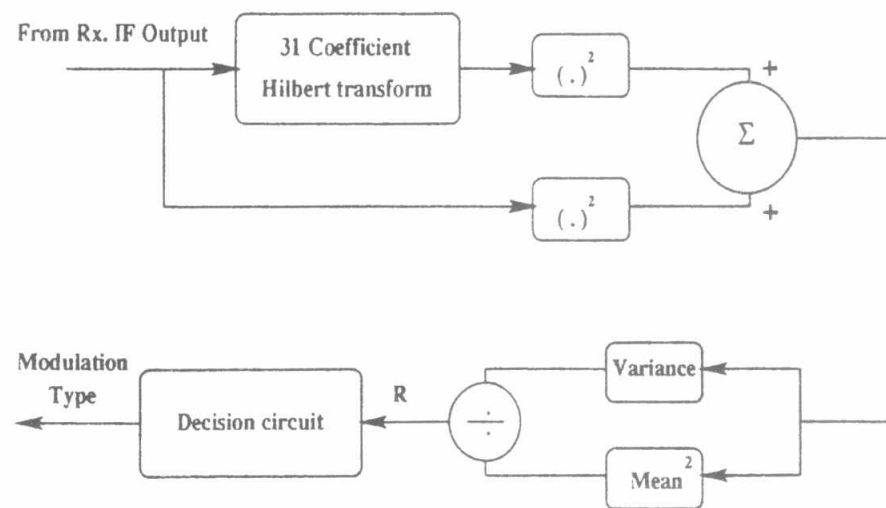 From Rx. IF Output
31 Coefficient
Hilbert transform
( . )²
+
Σ
( . )²
+
Modulation
Type
Decision circuit
R
÷
Variance
Mean²